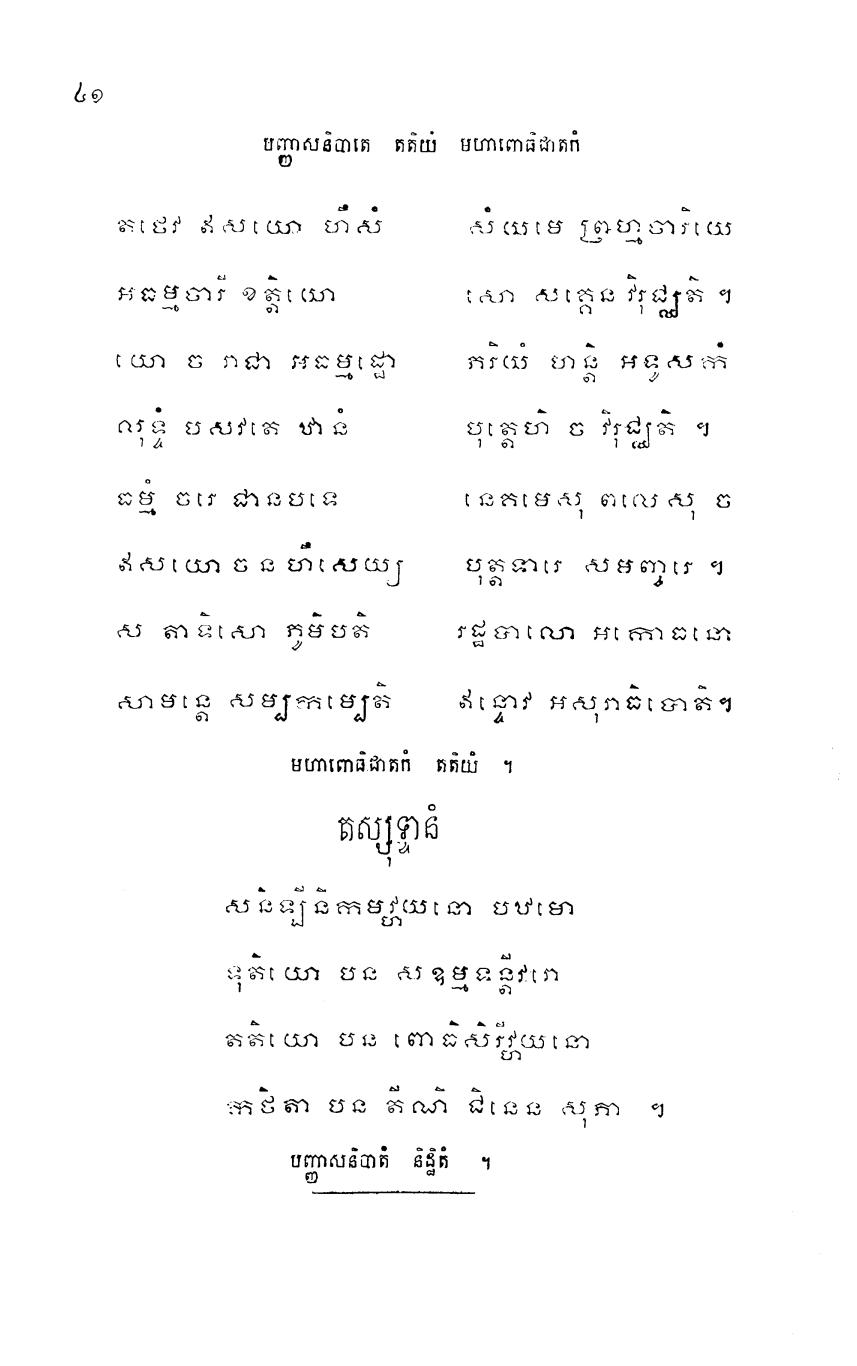 ៤១
បញ្ញាសនិបាតេ តតិយំ មហាពោធិជាតកំ
តថេវ ឥសយោ ហឹសំ សំយមេ ព្រហ្មចារិយេ
អធម្មចារី ខត្តិយោ សោ សគ្គេន វិរុជ្ឈតិ ។
យោ ច រាជា អធម្មដ្ឋោ ភរិយំ ហន្តិ អទូសកំ
លុទ្ទំ បសវតេ ឋានំ បុត្តេហិ ច វិរុជ្ឈតិ ។
ធម្មំ ចរេ ជានបទេ នេគមេសុ ពលេសុ ច
ឥសយោ ច ន ហឹសេយ្យ បុត្តទារេ សមញ្ចរេ ។
ស តាទិសោ ភូមិបតិ រដ្ឋបាលោ អកោធនោ
សាមន្តេ សម្បកម្បេតិ ឥន្ទោវ អសុរាធិបោតិ។
មហាពោធិជាតកំ តតិយំ ។
តស្សុទ្ទានំ
សនិឡីនិកមវ្ហយនោ បឋមោ
ទុតិយោ បន សឧម្មទន្តីវរោ
តតិយោ បន ពោធិសិរីវ្ហយនោ
កថិតា បន តីណិ ជិនេន សុភា ។
បញ្ញាសនិបាតំ និដ្ឋិតំ ។